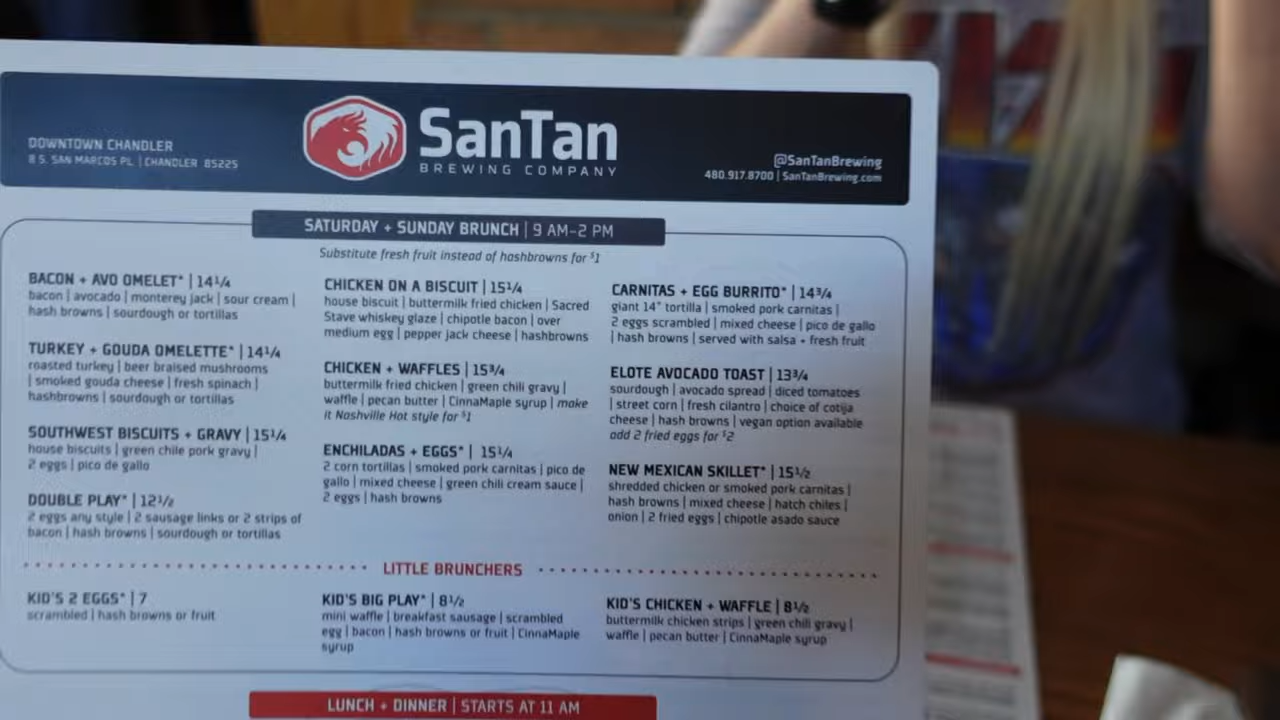 DOWNTOWN CHANDLER
8 S. SAN MARCOS PL. | CHANDLER 85225
SanTan
BREWING COMPANY
@SanTanBrewing
480.917.8700 | SanTanBrewing.com
SATURDAY + SUNDAY BRUNCH | 9 AM–2 PM
Substitute fresh fruit instead of hashbrowns for $1
BACON + AVO OMELET* | 14¼
bacon | avocado | monterey jack | sour cream |
hash browns | sourdough or tortillas
TURKEY + GOUDA OMELETTE* | 14¼
roasted turkey | beer braised mushrooms
| smoked gouda cheese | fresh spinach |
hashbrowns | sourdough or tortillas
SOUTHWEST BISCUITS + GRAVY | 15¼
house biscuits | green chile pork gravy |
2 eggs | pico de gallo
DOUBLE PLAY* | 12½
2 eggs any style | 2 sausage links or 2 strips of
bacon | hash browns | sourdough or tortillas
CHICKEN ON A BISCUIT | 15¼
house biscuit | buttermilk fried chicken | Sacred
Stave whiskey glaze | chipotle bacon | over
medium egg | pepper jack cheese | hashbrowns
CHICKEN + WAFFLES | 15¾
buttermilk fried chicken | green chili gravy |
waffle | pecan butter | CinnaMaple syrup | make
it Nashville Hot style for $1
ENCHILADAS + EGGS* | 15¼
2 corn tortillas | smoked pork carnitas | pico de
gallo | mixed cheese | green chili cream sauce |
2 eggs | hash browns
CARNITAS + EGG BURRITO* | 14¾
giant 14" tortilla | smoked pork carnitas |
2 eggs scrambled | mixed cheese | pico de gallo
| hash browns | served with salsa + fresh fruit
ELOTE AVOCADO TOAST | 13¾
sourdough | avocado spread | diced tomatoes
| street corn | fresh cilantro | choice of cotija
cheese | hash browns | vegan option available
add 2 fried eggs for $2
NEW MEXICAN SKILLET* | 15½
shredded chicken or smoked pork carnitas |
hash browns | mixed cheese | hatch chiles |
onion | 2 fried eggs | chipotle asado sauce
LITTLE BRUNCHERS
KID'S 2 EGGS* | 7
scrambled | hash browns or fruit
KID'S BIG PLAY* | 8½
mini waffle | breakfast sausage | scrambled
egg | bacon | hash browns or fruit | CinnaMaple
syrup
KID'S CHICKEN + WAFFLE | 8½
buttermilk chicken strips | green chili gravy |
waffle | pecan butter | CinnaMaple syrup
LUNCH + DINNER | STARTS AT 11 AM